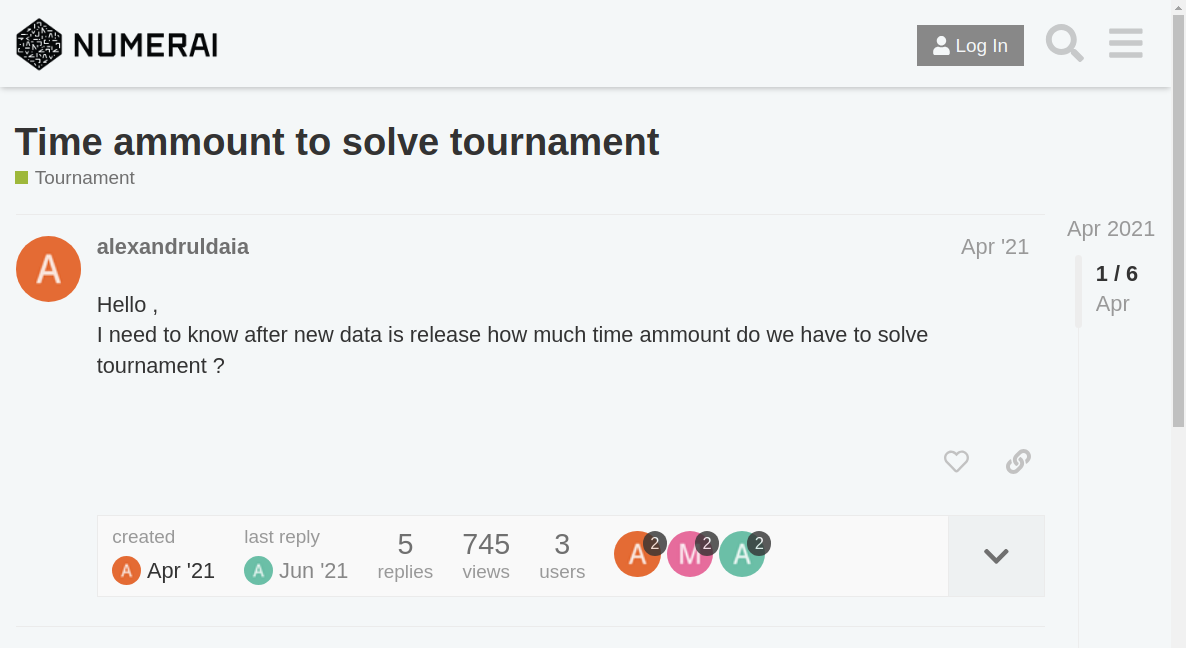 NUMERAI
Log In
Time ammount to solve tournament
Tournament
A
alexandruldaia
Apr '21
Hello ,
I need to know after new data is release how much time ammount do we have to solve
tournament ?
Apr 2021
1 / 6
Apr
created
A Apr '21
last reply
A Jun '21
5
replies
745
views
3
users
A 2 M 2 A 2